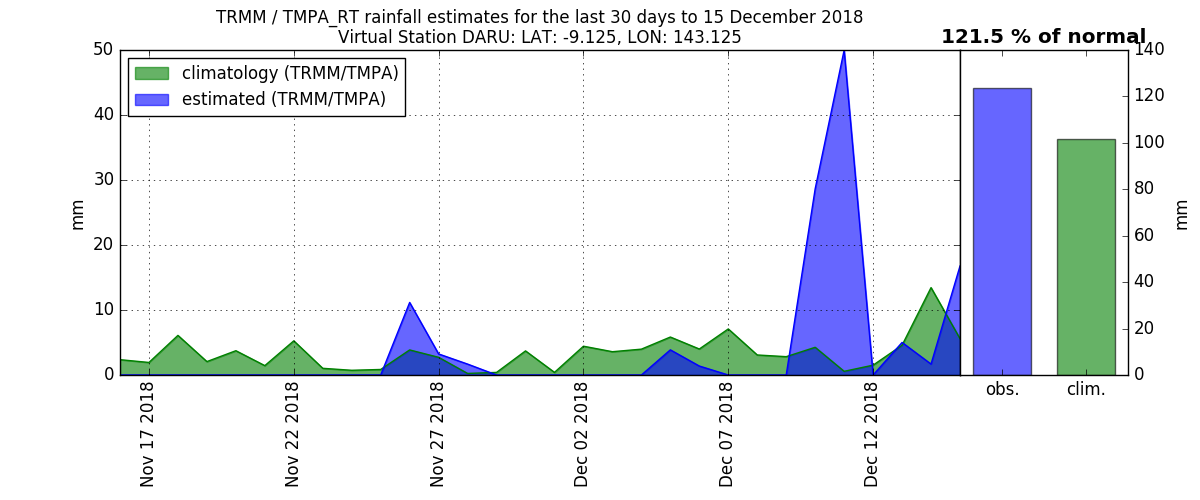 TRMM / TMPA_RT rainfall estimates for the last 30 days to 15 December 2018
Virtual Station DARU: LAT: -9.125, LON: 143.125
121.5 % of normal
climatology (TRMM/TMPA)
estimated (TRMM/TMPA)
mm
50
40
30
20
10
0
Nov 17 2018
Nov 22 2018
Nov 27 2018
Dec 02 2018
Dec 07 2018
Dec 12 2018
obs.
clim.
140
120
100
80
60
40
20
0
mm